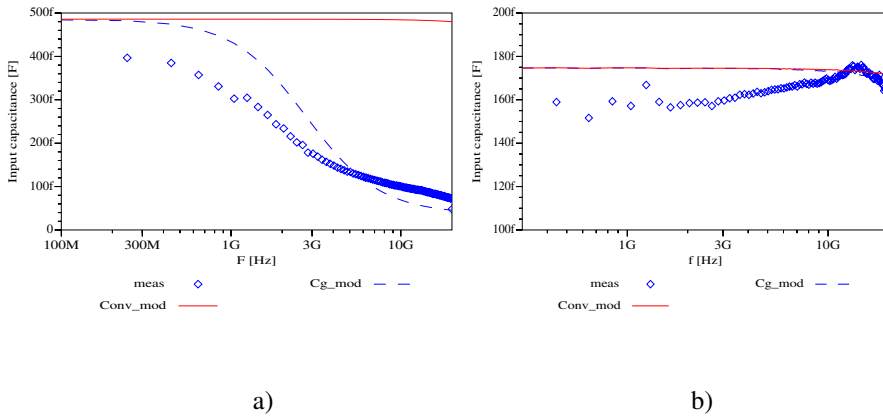 Input capacitance [F]
500f
400f
300f
200f
100f
0
100M 300M 1G 3G 10G
F [Hz]
meas Cg_mod
Conv_mod
a)
Input capacitance [F]
200f
180f
160f
140f
120f
100f
1G 3G 10G
f [Hz]
meas Cg_mod
Conv_mod
b)